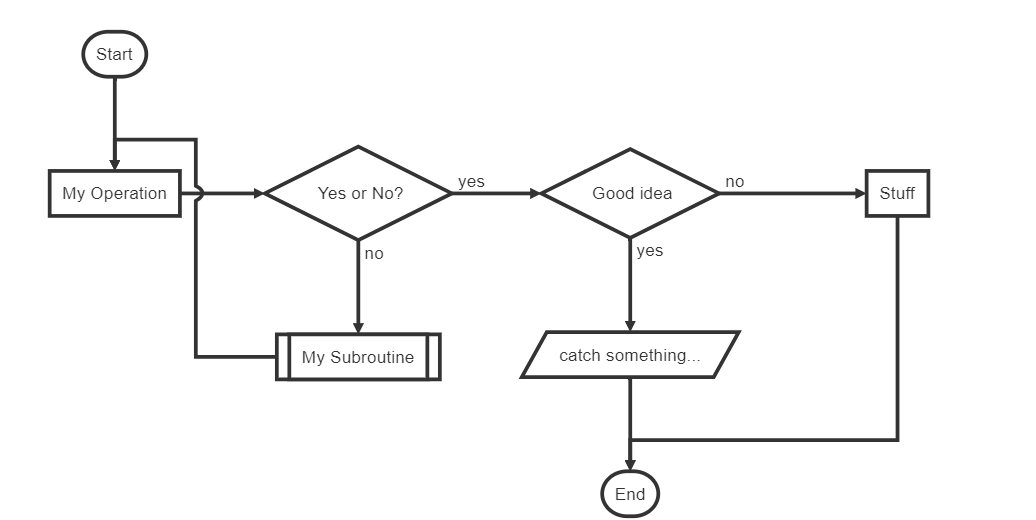 Start
My Operation
Yes or No?
yes
Good idea
no
Stuff
no
yes
My Subroutine
catch something...
End